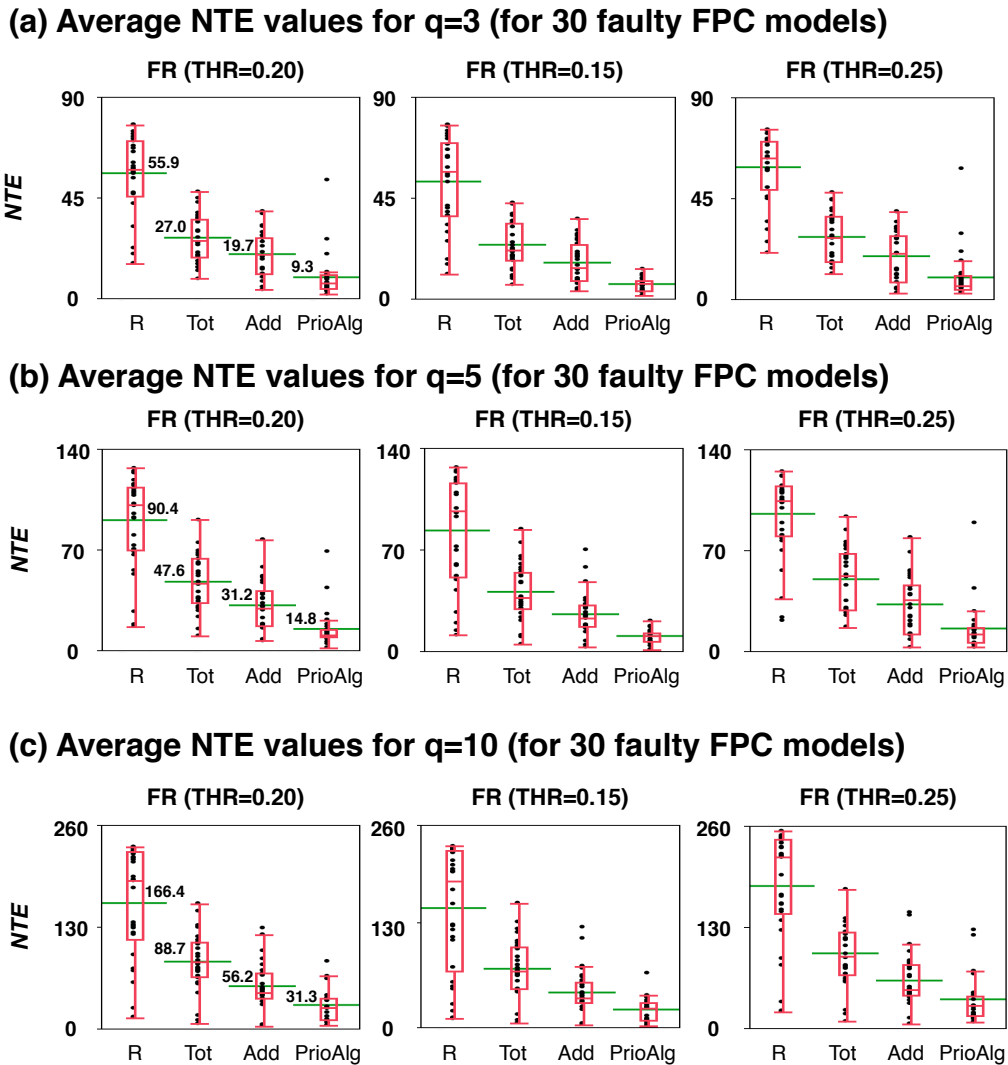 (a) Average NTE values for q=3 (for 30 faulty FPC models)
FR (THR=0.20) FR (THR=0.15) FR (THR=0.25)
90 90 90
55.9
NTE
45 45 45
27.0
19.7
9.3
0 0 0
R Tot Add PrioAlg R Tot Add PrioAlg R Tot Add PrioAlg
(b) Average NTE values for q=5 (for 30 faulty FPC models)
FR (THR=0.20) FR (THR=0.15) FR (THR=0.25)
140 140 140
90.4
NTE
70 70 70
47.6
31.2
14.8
0 0 0
R Tot Add PrioAlg R Tot Add PrioAlg R Tot Add PrioAlg
(c) Average NTE values for q=10 (for 30 faulty FPC models)
FR (THR=0.20) FR (THR=0.15) FR (THR=0.25)
260 260 260
166.4
NTE
130 130 130
88.7
56.2
31.3
0 0 0
R Tot Add PrioAlg R Tot Add PrioAlg R Tot Add PrioAlg